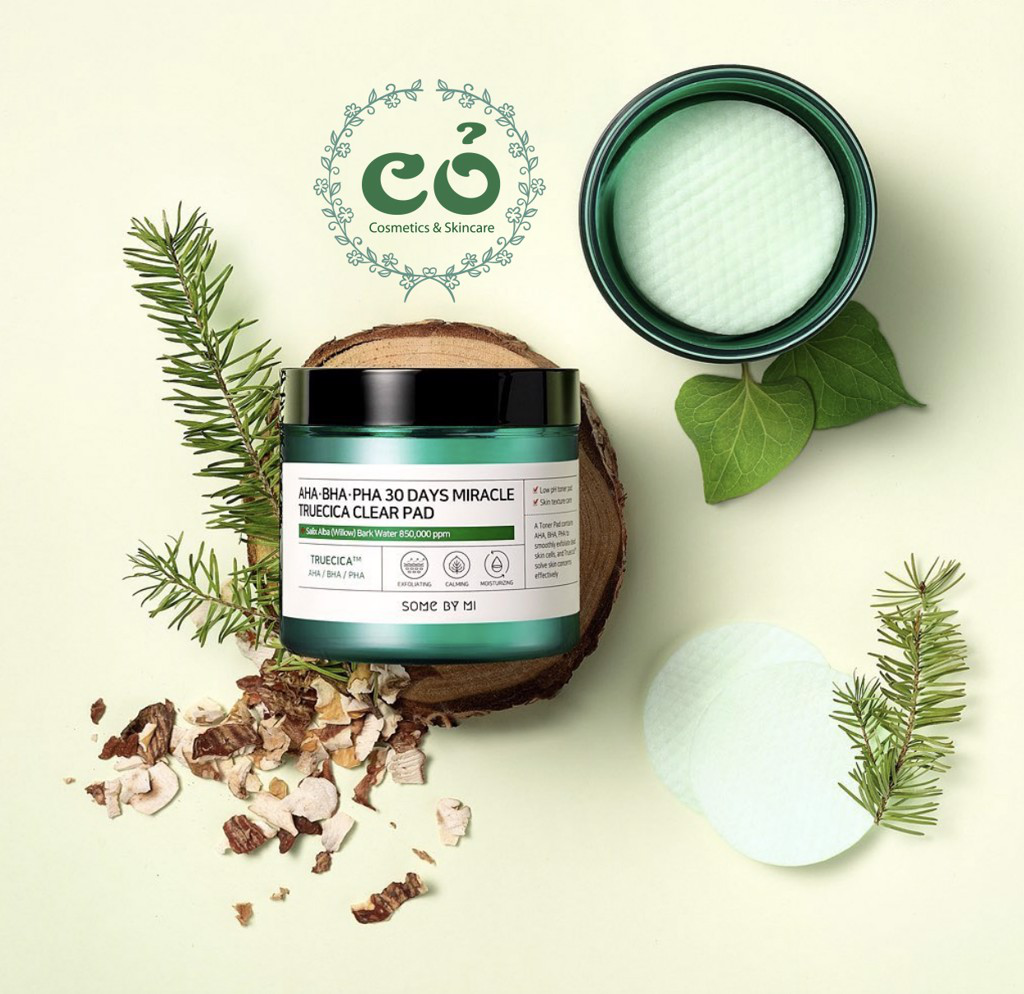 cỏ
Cosmetics & Skincare
AHA·BHA·PHA 30 DAYS MIRACLE
TRUECICA CLEAR PAD
Salix Alba (Willow) Bark Water 850,000 ppm
TRUECICA™
AHA / BHA / PHA
EXFOLIATING
CALMING
MOISTURIZING
SOME BY MI
Low pH toner pad
Skin texture care
A Toner Pad contains
AHA, BHA, PHA to
smoothly exfoliate dead
skin cells, and Truecica
solve skin concerns
effectively